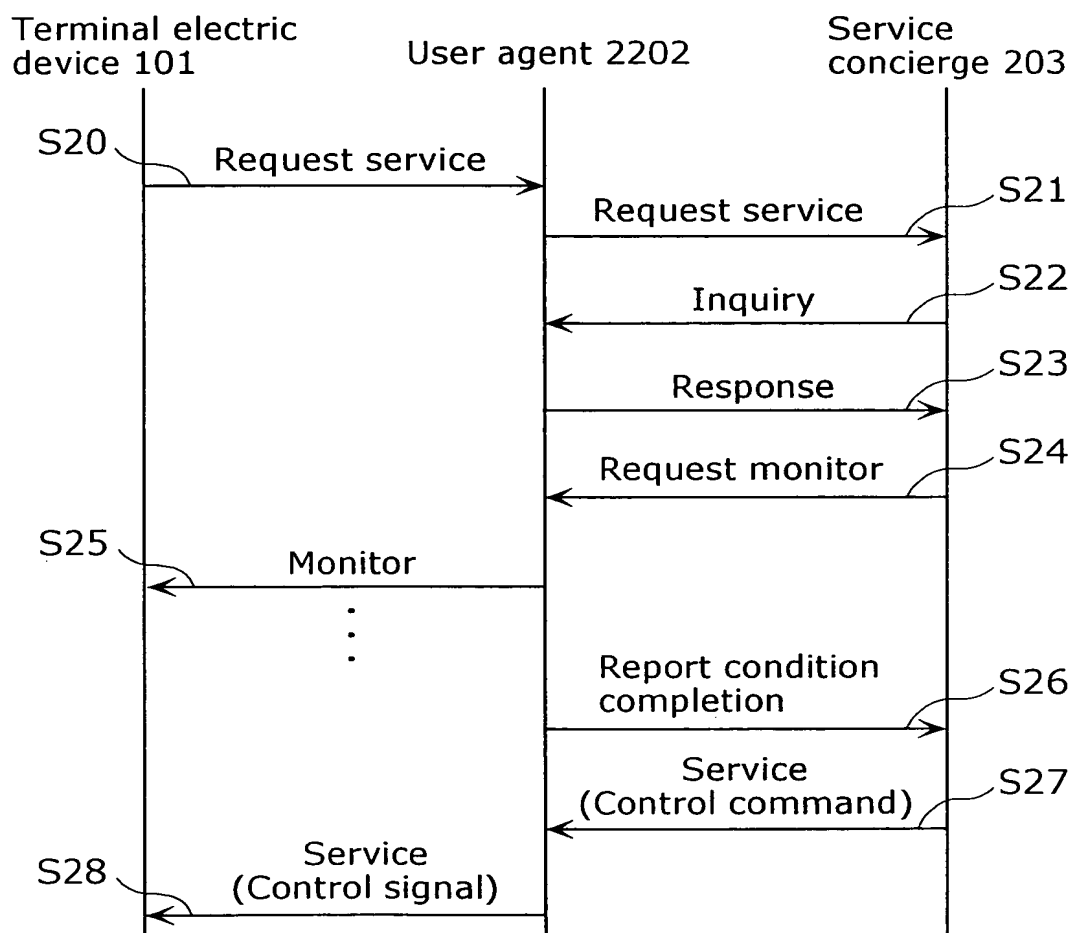 Terminal electric
device 101
User agent 2202
Service
concierge 203
S20
Request service
S21
Request service
S22
Inquiry
S23
Response
S24
Request monitor
S25
Monitor
Report condition
completion
S26
Service
(Control command)
S27
Service
(Control signal)
S28